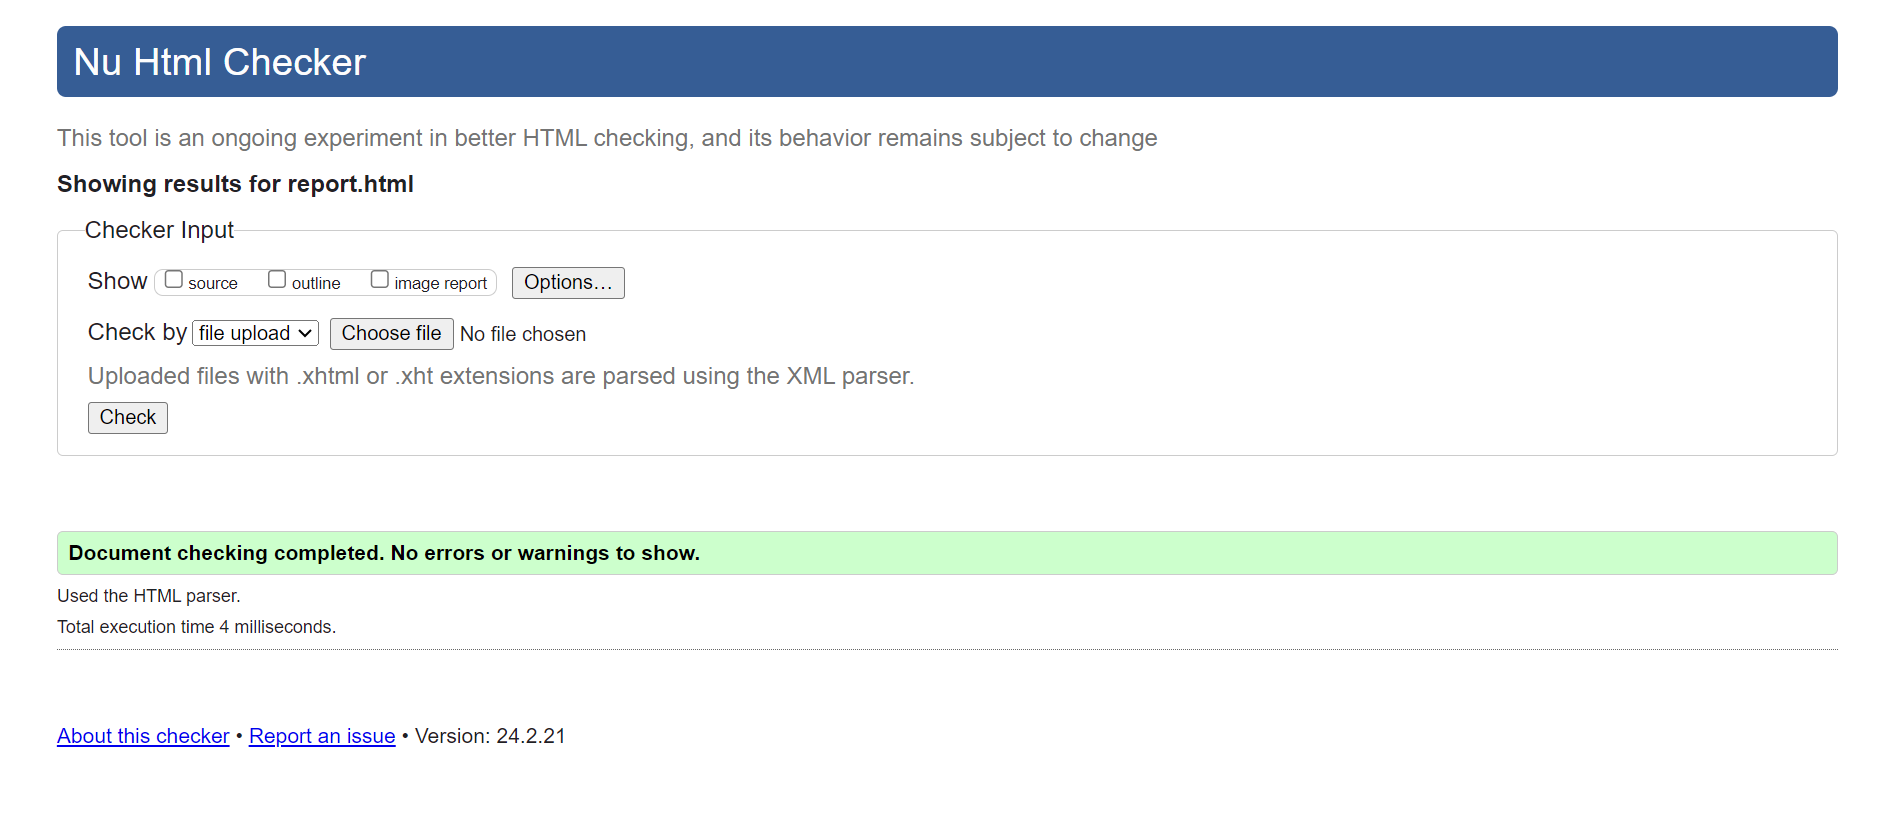 Nu Html Checker
This tool is an ongoing experiment in better HTML checking, and its behavior remains subject to change
Showing results for report.html
Checker Input
Show source outline image report Options…
Check by file upload Choose file No file chosen
Uploaded files with .xhtml or .xht extensions are parsed using the XML parser.
Check
Document checking completed. No errors or warnings to show.
Used the HTML parser.
Total execution time 4 milliseconds.
About this checker • Report an issue • Version: 24.2.21